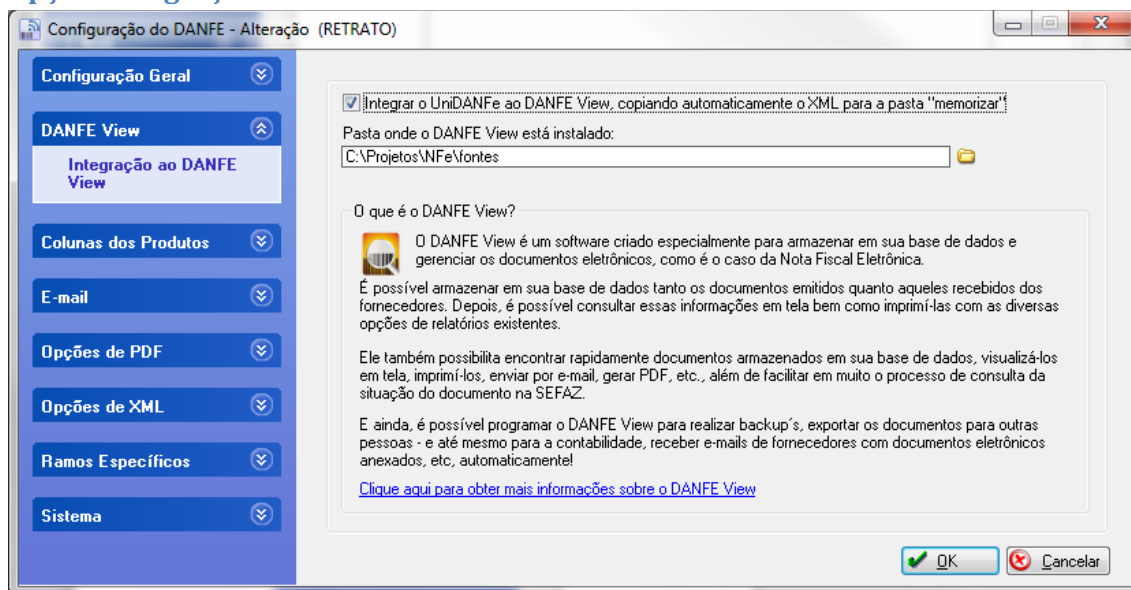 Configuração do DANFE - Alteração (RETRATO)
Configuração Geral
DANFE View
Integração ao DANFE
View
Colunas dos Produtos
E-mail
Opções de PDF
Opções de XML
Ramos Específicos
Sistema
Integrar o UniDANFe ao DANFE View, copiando automaticamente o XML para a pasta "memorizar"
Pasta onde o DANFE View está instalado:
C:\Projetos\NFe\fontes
O que é o DANFE View?
O DANFE View é um software criado especialmente para armazenar em sua base de dados e
gerenciar os documentos eletrônicos, como é o caso da Nota Fiscal Eletrônica.
É possível armazenar em sua base de dados tanto os documentos emitidos quanto aqueles recebidos dos
fornecedores. Depois, é possível consultar essas informações em tela bem como imprimí-las com as diversas
opções de relatórios existentes.
Ele também possibilita encontrar rapidamente documentos armazenados em sua base de dados, visualizá-los
em tela, imprimí-los, enviar por e-mail, gerar PDF, etc., além de facilitar em muito o processo de consulta da
situação do documento na SEFAZ.
E ainda, é possível programar o DANFE View para realizar backup´s, exportar os documentos para outras
pessoas - e até mesmo para a contabilidade, receber e-mails de fornecedores com documentos eletrônicos
anexados, etc, automaticamente!
Clique aqui para obter mais informações sobre o DANFE View
OK
Cancelar